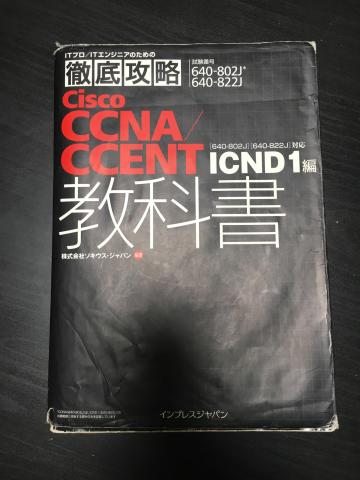 ITプロ/ITエンジニアのための
徹底攻略
試験番号
640-802J*
640-822J
Cisco
CCNA/
CCENT
[640-802J] [640-822J] 対応
ICND1編
教科書
株式会社ソキウス・ジャパン 編著
インプレスジャパン